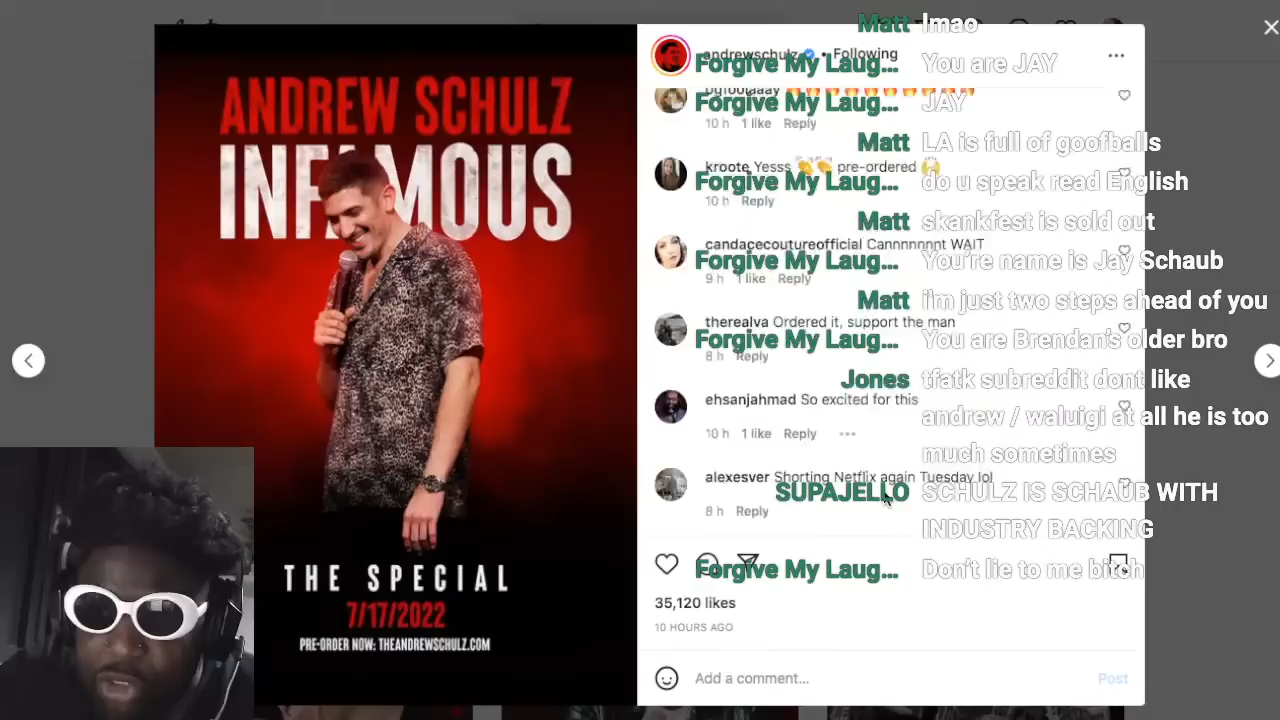 ANDREW SCHULZ
INFAMOUS
THE SPECIAL
7/17/2022
PRE-ORDER NOW: THEANDREWSCHULZ.COM
andrewschulz • Following
10 h 1 like Reply
kroote Yesss 👏👏 pre-ordered 🙌
10 h Reply
candacecoutureofficial Cannnnnnt WAIT
9 h 1 like Reply
therealva Ordered it, support the man
8 h Reply
ehsanjahmad So excited for this
10 h 1 like Reply
alexesver Shorting Netflix again Tuesday lol
8 h Reply
35,120 likes
10 HOURS AGO
Add a comment...
Post
Matt lmao
Forgive My Laug... You are JAY
Forgive My Laug... JAY
Matt LA is full of goofballs
Forgive My Laug... do u speak read English
Matt skankfest is sold out
Forgive My Laug... You're name is Jay Schaub
Matt i'm just two steps ahead of you
Forgive My Laug... You are Brendan's older bro
Jones tfatk subreddit dont like
andrew / waluigi at all he is too
much sometimes
SUPAJELLO SCHULZ IS SCHAUB WITH
INDUSTRY BACKING
Forgive My Laug... Don't lie to me bitch